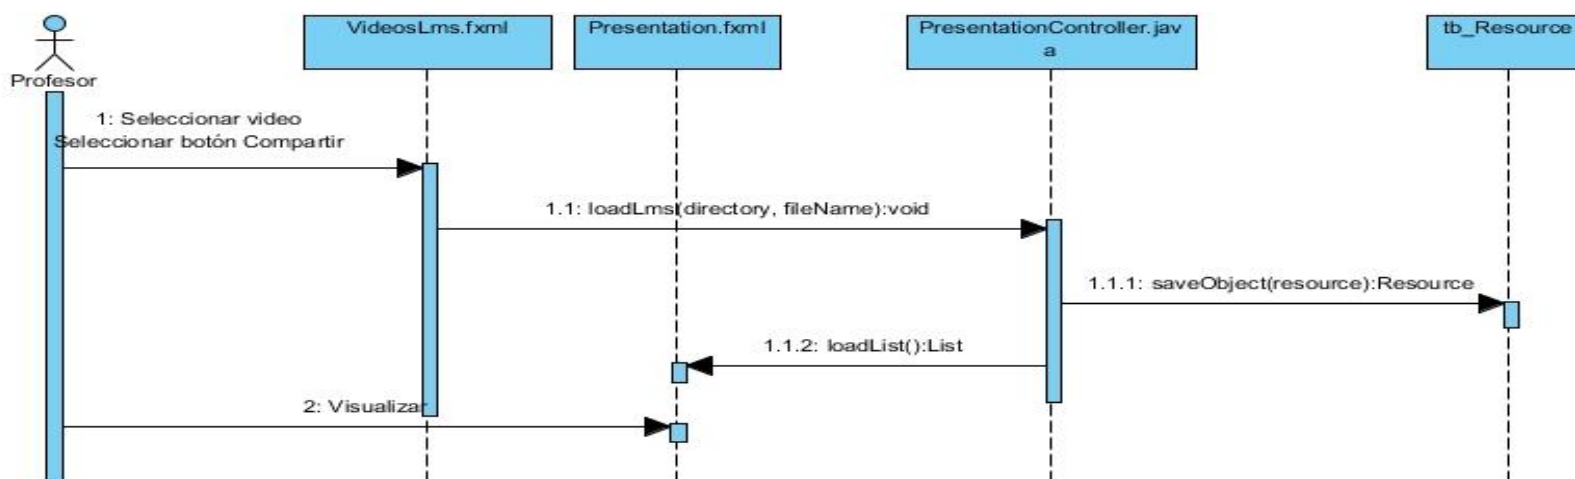 VideosLms.fxml
Presentation.fxml
PresentationController.jav
a
tb_Resource
Profesor
1: Seleccionar video
Seleccionar botón Compartir
1.1: loadLms(directory, fileName):void
1.1.1: saveObject(resource):Resource
1.1.2: loadList():List
2: Visualizar